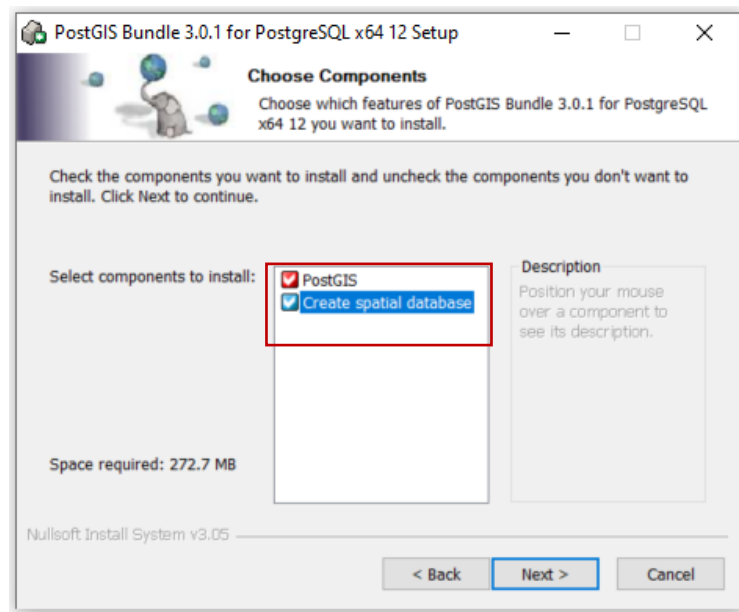 PostGIS Bundle 3.0.1 for PostgreSQL x64 12 Setup
Choose Components
Choose which features of PostGIS Bundle 3.0.1 for PostgreSQL
x64 12 you want to install.
Check the components you want to install and uncheck the components you don't want to
install. Click Next to continue.
Select components to install:
PostGIS
Create spatial database
Description
Position your mouse
over a component to
see its description.
Space required: 272.7 MB
Nullsoft Install System v3.05
< Back
Next >
Cancel